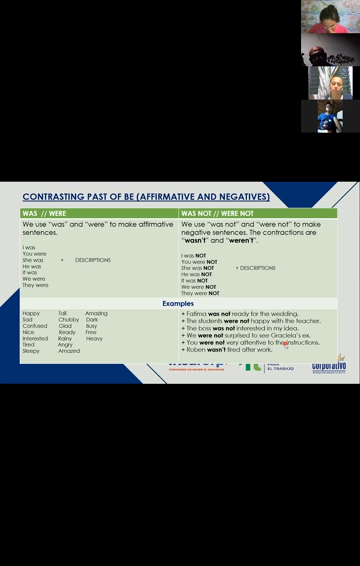 CONTRASTING PAST OF BE (AFFIRMATIVE AND NEGATIVES)
WAS // WERE
We use "was" and "were" to make affirmative
sentences.
I was
You were
She was + DESCRIPTIONS
He was
It was
We were
They were
WAS NOT // WERE NOT
We use "was not" and "were not" to make
negative sentences. The contractions are
"wasn't" and "weren't".
I was NOT
You were NOT
She was NOT + DESCRIPTIONS
He was NOT
It was NOT
We were NOT
They were NOT
Examples
Happy Tall Amazing
Sad Chubby Dark
Confused Glad Busy
Nice Ready Free
Interested Rainy Heavy
Tired Angry
Sleepy Amazed
+ Fatima was not ready for the wedding.
+ The students were not happy with the teacher.
+ The boss was not interested in my idea.
+ We were not surprised to see Graciela's ex.
+ You were not very attentive to the instructions.
+ Ruben wasn't tired after work.
EL TRABAJO
corporativo